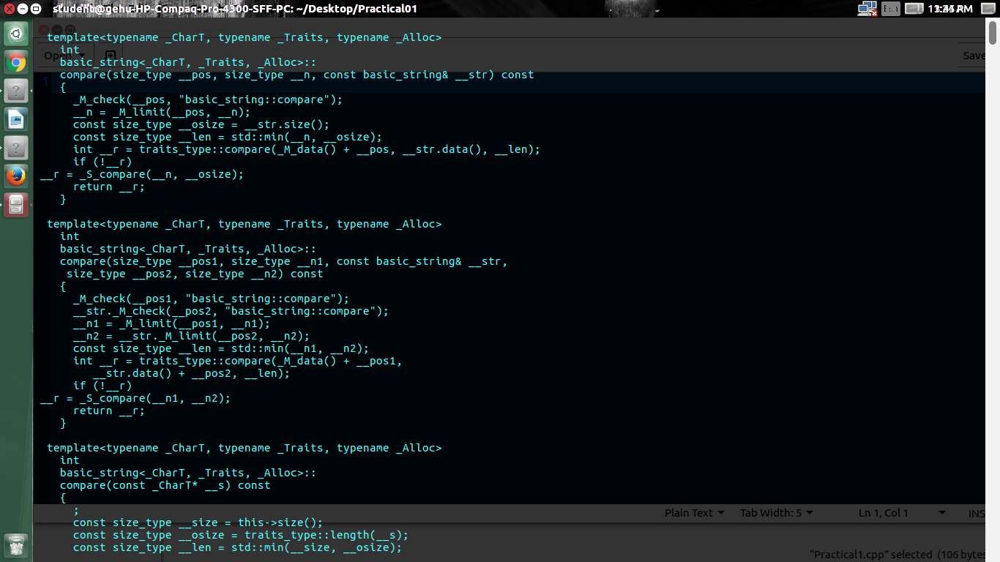 student@gehu-HP-Compaq-Pro-4300-SFF-PC: ~/Desktop/Practical01
Open
Save
1
template<typename _CharT, typename _Traits, typename _Alloc>
int
basic_string<_CharT, _Traits, _Alloc>::
compare(size_type __pos, size_type __n, const basic_string& __str) const
{
_M_check(__pos, "basic_string::compare");
__n = _M_limit(__pos, __n);
const size_type __osize = __str.size();
const size_type __len = std::min(__n, __osize);
int __r = traits_type::compare(_M_data() + __pos, __str.data(), __len);
if (!__r)
__r = _S_compare(__n, __osize);
return __r;
}
template<typename _CharT, typename _Traits, typename _Alloc>
int
basic_string<_CharT, _Traits, _Alloc>::
compare(size_type __pos1, size_type __n1, const basic_string& __str,
size_type __pos2, size_type __n2) const
{
_M_check(__pos1, "basic_string::compare");
__str._M_check(__pos2, "basic_string::compare");
__n1 = _M_limit(__pos1, __n1);
__n2 = __str._M_limit(__pos2, __n2);
const size_type __len = std::min(__n1, __n2);
int __r = traits_type::compare(_M_data() + __pos1,
__str.data() + __pos2, __len);
if (!__r)
__r = _S_compare(__n1, __n2);
return __r;
}
template<typename _CharT, typename _Traits, typename _Alloc>
int
basic_string<_CharT, _Traits, _Alloc>::
compare(const _CharT* __s) const
{
;
const size_type __size = this->size();
const size_type __osize = traits_type::length(__s);
const size_type __len = std::min(__size, __osize);
Plain Text Tab Width: 5 Ln 1, Col 1 INS
"Practical1.cpp" selected (106 bytes